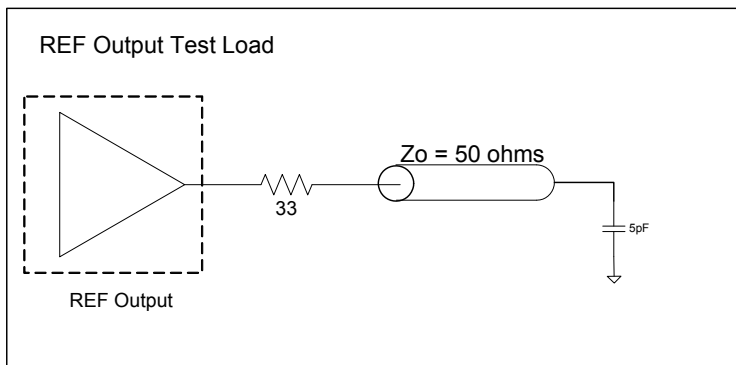 REF Output Test Load
Zo = 50 ohms
33
5pF
REF Output